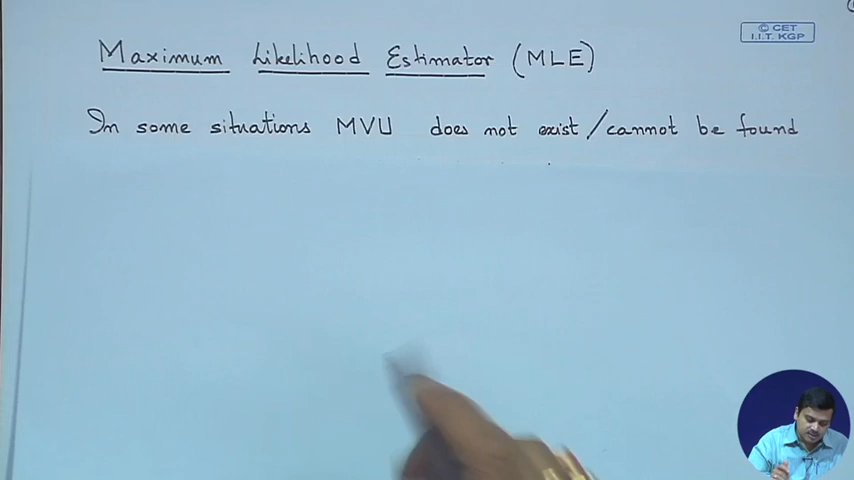 © CET
I.I.T. KGP
Maximum Likelihood Estimator (MLE)
In some situations MVU does not exist/cannot be found